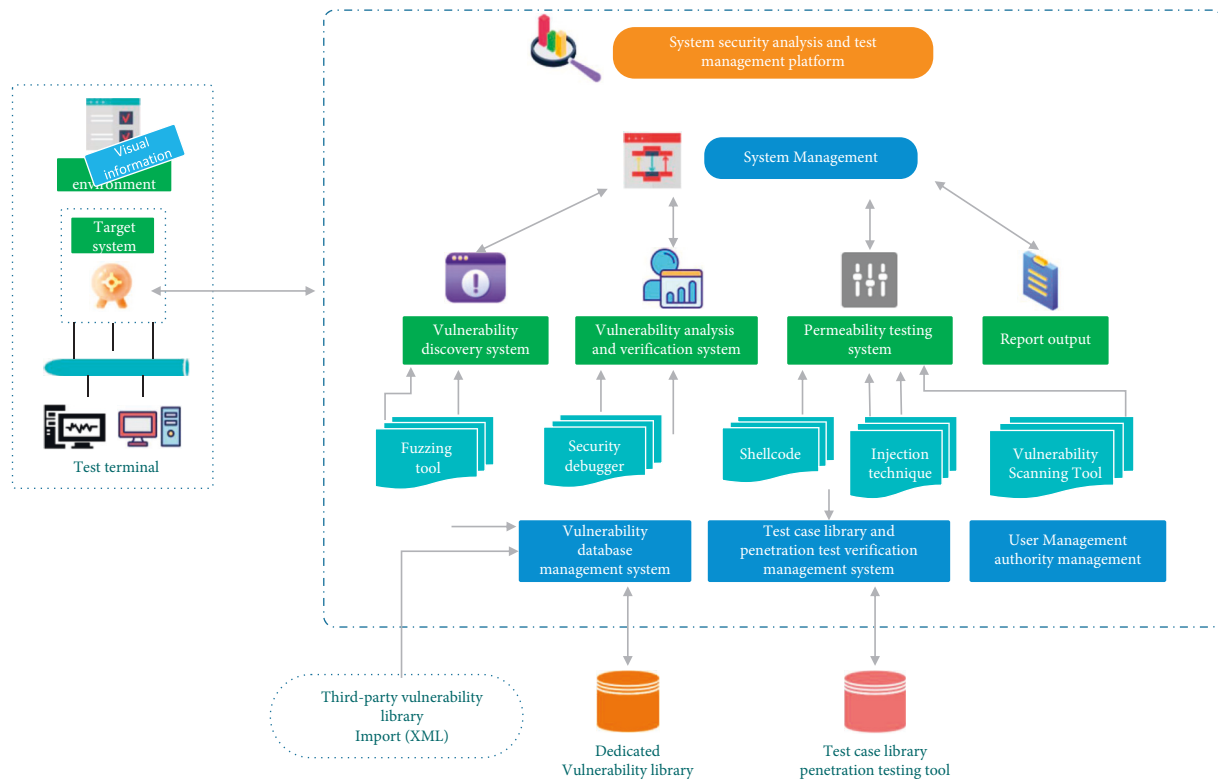 System security analysis and test
management platform
Visual
information
environment
System Management
Target
system
Vulnerability
discovery system
Vulnerability analysis
and verification system
Permeability testing
system
Report output
Fuzzing
tool
Security
debugger
Shellcode
Injection
technique
Vulnerability
Scanning Tool
Test terminal
Vulnerability
database
management system
Test case library and
penetration test verification
management system
User Management
authority management
Third-party vulnerability
library
Import (XML)
Dedicated
Vulnerability library
Test case library
penetration testing tool